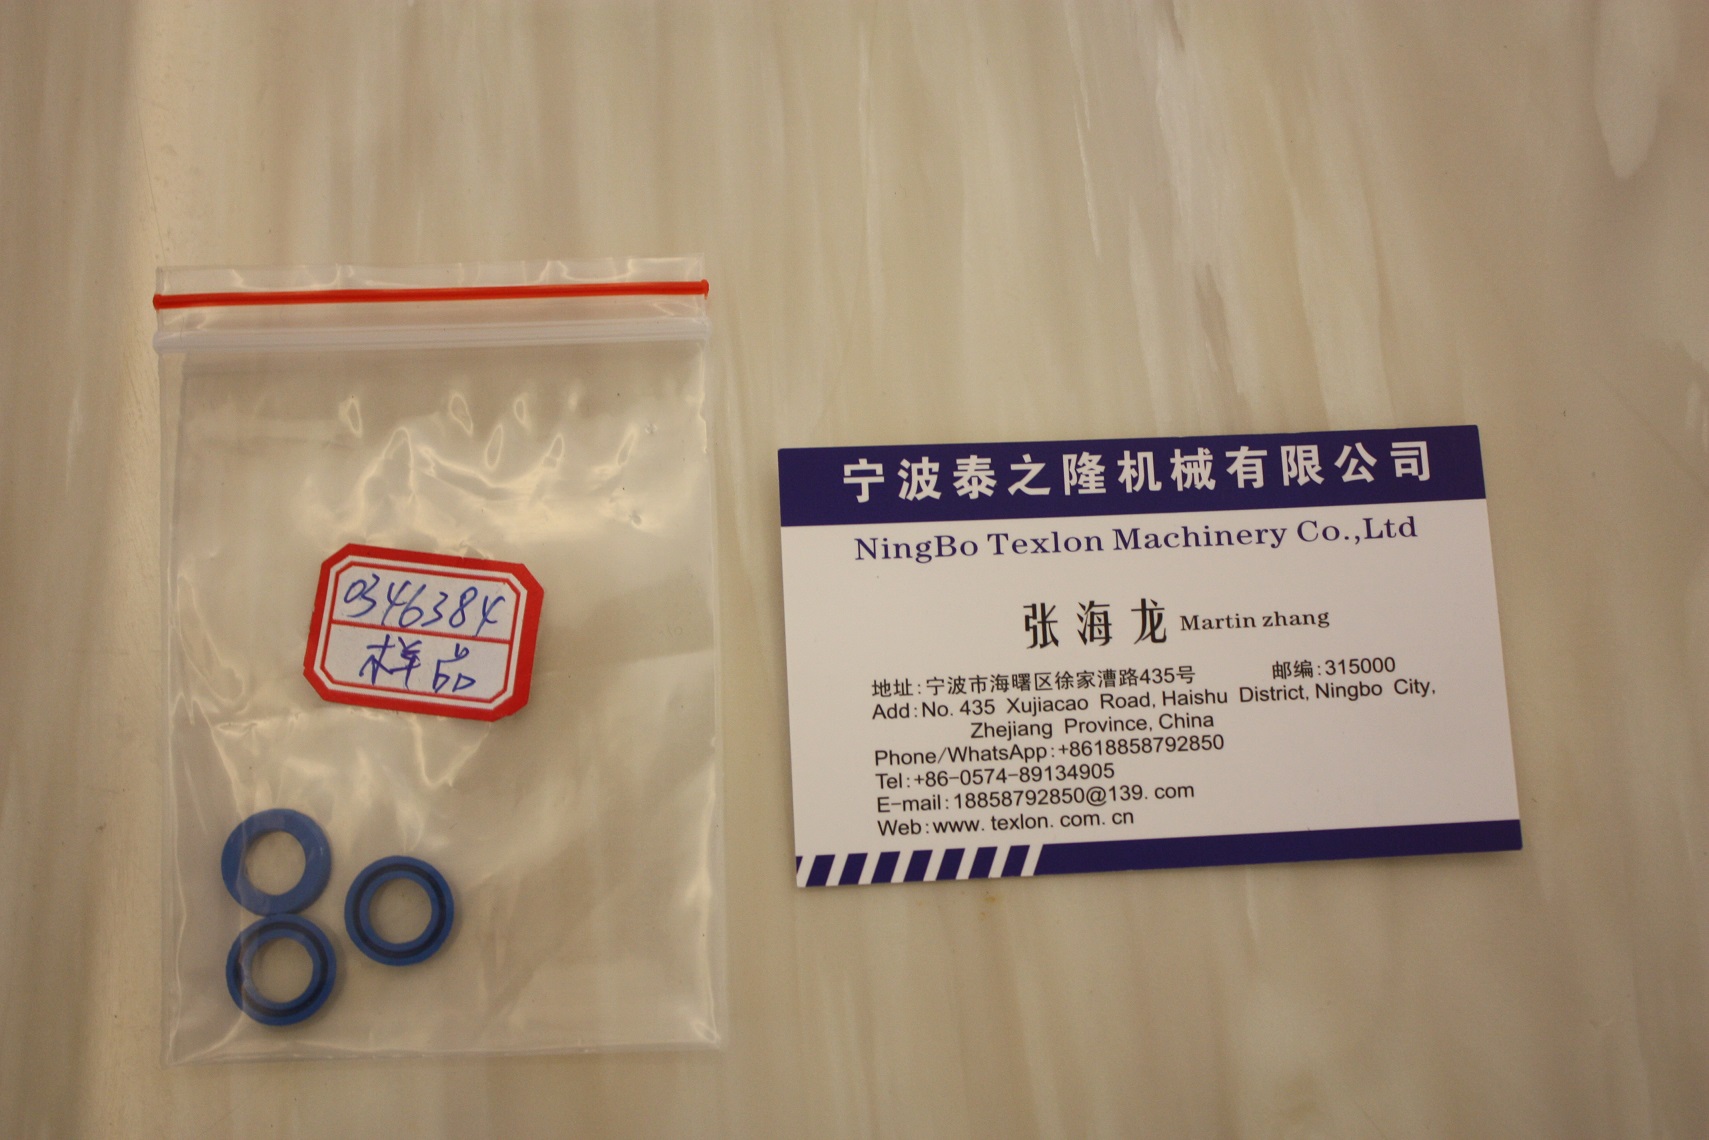 0346384
样品
宁波泰之隆机械有限公司
NingBo Texlon Machinery Co.,Ltd
张海龙 Martin zhang
地址:宁波市海曙区徐家漕路435号 邮编:315000
Add:No. 435 Xujiacao Road, Haishu District, Ningbo City,
Zhejiang Province, China
Phone/WhatsApp:+8618858792850
Tel:+86-0574-89134905
E-mail:18858792850@139. com
Web:www. texlon. com. cn